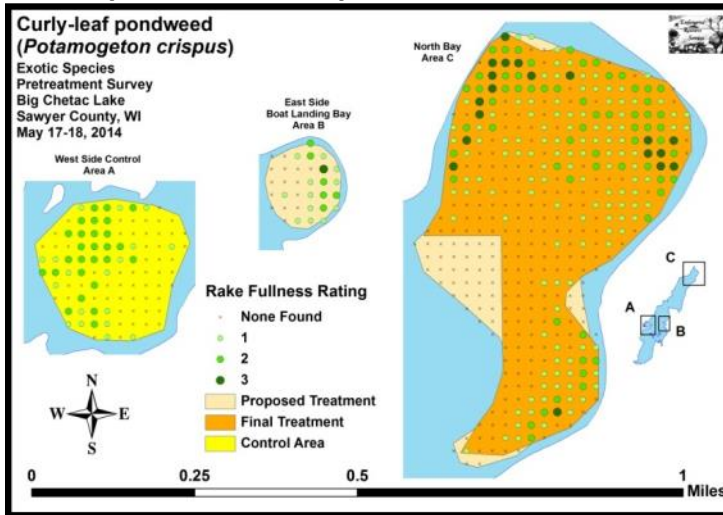 Curly-leaf pondweed
(Potamogeton crispus)
Exotic Species
Pretreatment Survey
Big Chetac Lake
Sawyer County, WI
May 17-18, 2014
West Side Control
Area A
East Side
Boat Landing Bay
Area B
North Bay
Area C
Rake Fullness Rating
None Found
1
2
3
Proposed Treatment
Final Treatment
Control Area
N
W E
S
C
A
B
0 0.25 0.5 1
Miles